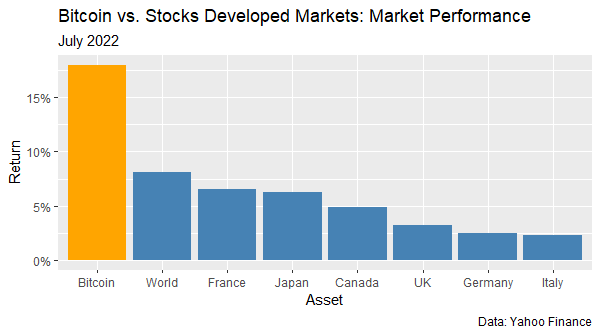 Bitcoin vs. Stocks Developed Markets: Market Performance
July 2022
Return
15%
10%
5%
0%
Bitcoin World France Japan Canada UK Germany Italy
Asset
Data: Yahoo Finance